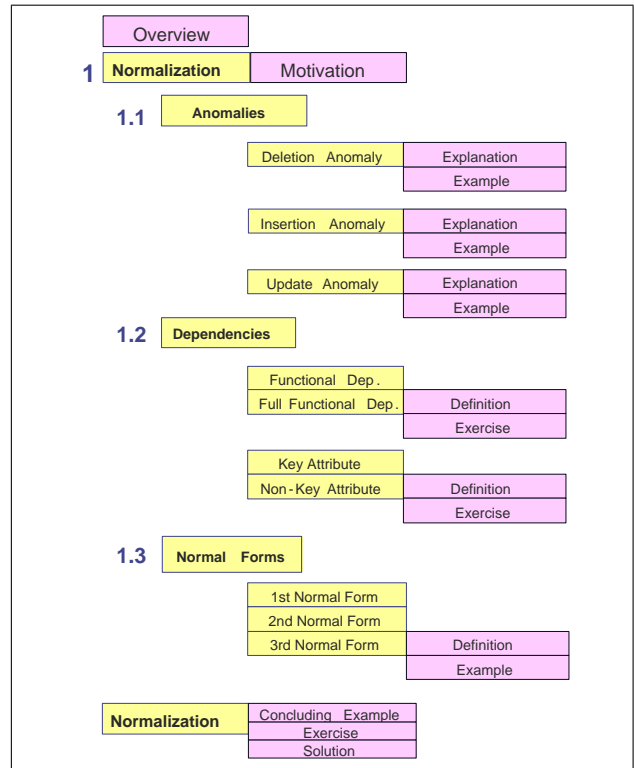 Overview
1 Normalization Motivation
1.1 Anomalies
Deletion Anomaly Explanation
Example
Insertion Anomaly Explanation
Example
Update Anomaly Explanation
Example
1.2 Dependencies
Functional Dep.
Full Functional Dep. Definition
Exercise
Key Attribute
Non-Key Attribute Definition
Exercise
1.3 Normal Forms
1st Normal Form
2nd Normal Form
3rd Normal Form Definition
Example
Normalization Concluding Example
Exercise
Solution